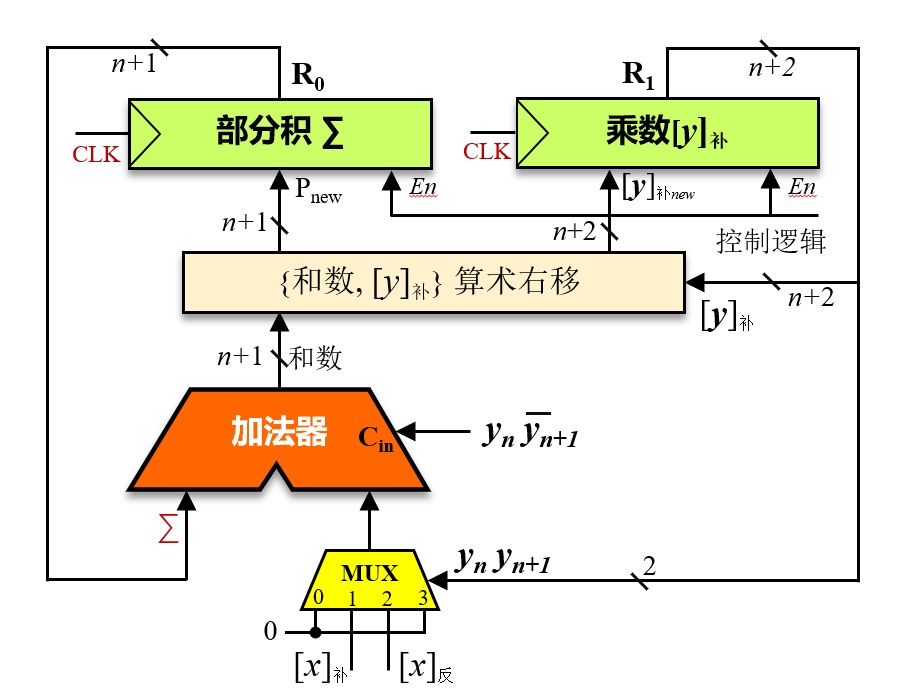 n+1
R₀
R₁
n+2
部分积 ∑
乘数[y]补
CLK
CLK
Pnew
En
[y]补new
En
n+1
n+2
控制逻辑
{和数, [y]补} 算术右移
n+2
[y]补
n+1
和数
加法器
Cin
yₙ y̅ₙ₊₁
∑
yₙ yₙ₊₁
2
MUX
0 1 2 3
0
[x]补
[x]反